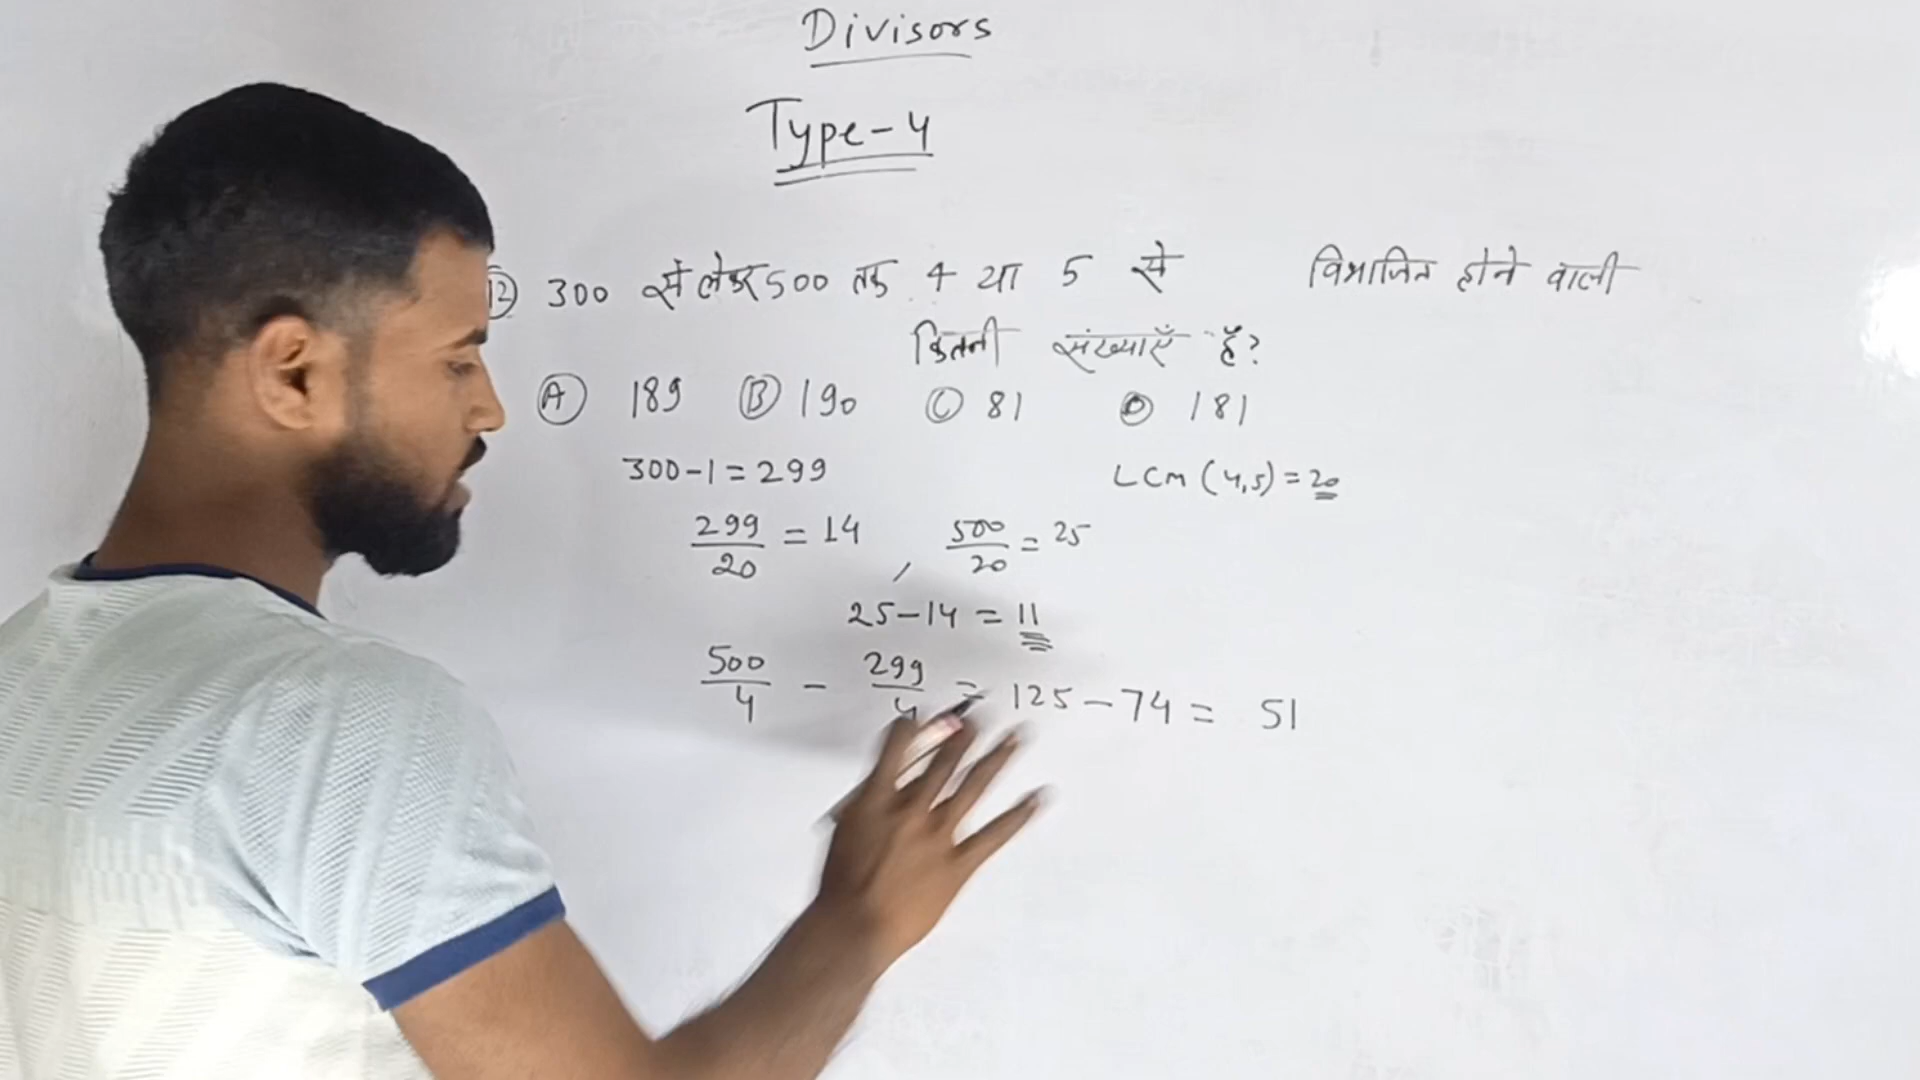 Divisors
Type-4
12) 300 से लेकर 500 तक 4 या 5 से विभाजित होने वाली
कितनी संख्याएँ है?
(A) 189 (B) 190 (C) 81 (D) 181
300-1=299 LCM (4,5)=20
299/20 = 14 , 500/20 = 25
25-14 = 11
500/4 - 299/4 = 125-74 = 51